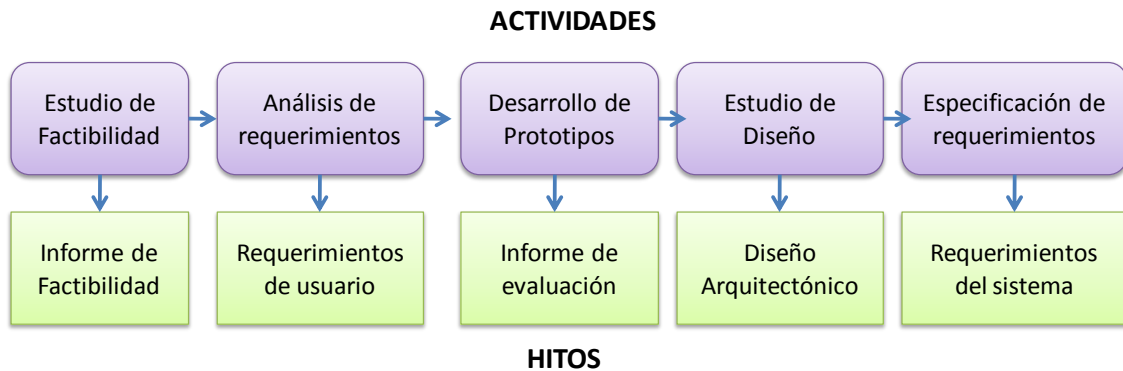 ACTIVIDADES
Estudio de
Factibilidad
Análisis de
requerimientos
Desarrollo de
Prototipos
Estudio de
Diseño
Especificación de
requerimientos
Informe de
Factibilidad
Requerimientos
de usuario
Informe de
evaluación
Diseño
Arquitectónico
Requerimientos
del sistema
HITOS